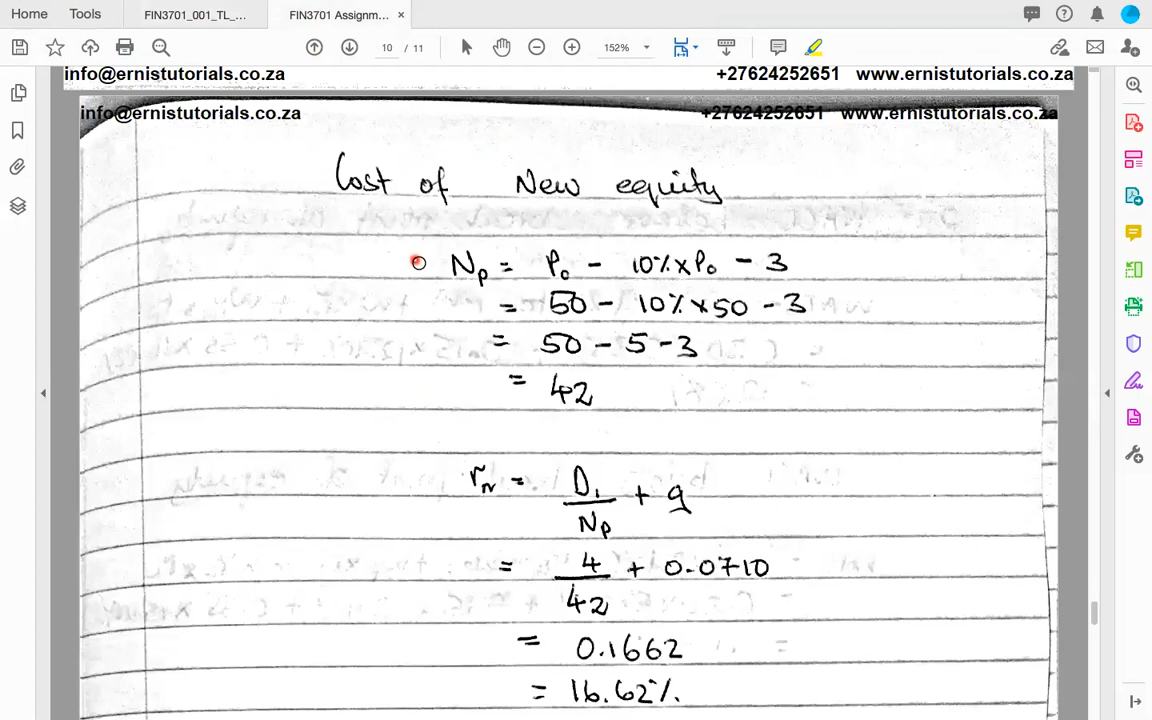 Home Tools FIN3701_001_TL_... FIN3701 Assignm... ×
10 / 11 152%
info@ernistutorials.co.za +27624252651 www.ernistutorials.co.za
info@ernistutorials.co.za +27624252651 www.ernistutorials.co.za
Cost of New equity
Np = P₀ - 10% x P₀ - 3
= 50 - 10% x 50 - 3
= 50 - 5 - 3
= 42
rₙ = D₁ / Np + g
= 4 / 42 + 0.0710
= 0.1662
= 16.62%